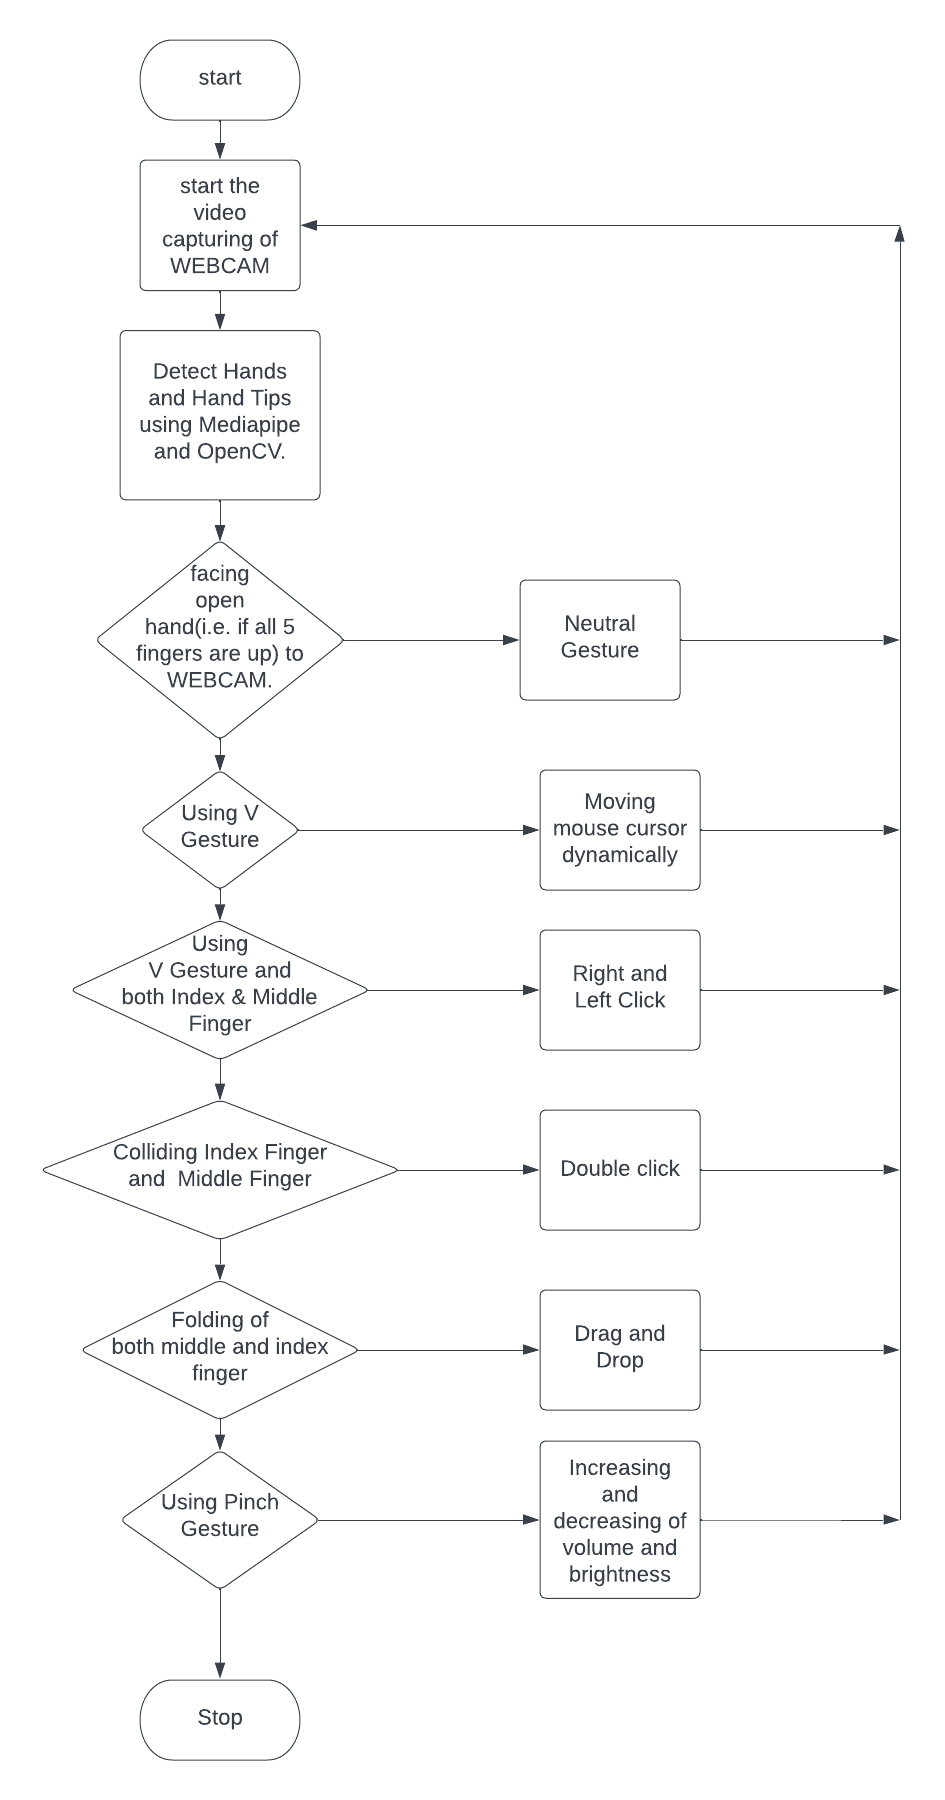 start
start the
video
capturing of
WEBCAM
Detect Hands
and Hand Tips
using Mediapipe
and OpenCV.
facing
open
hand(i.e. if all 5
fingers are up) to
WEBCAM.
Neutral
Gesture
Using V
Gesture
Moving
mouse cursor
dynamically
Using
V Gesture and
both Index & Middle
Finger
Right and
Left Click
Colliding Index Finger
and  Middle Finger
Double click
Folding of
both middle and index
finger
Drag and
Drop
Using Pinch
Gesture
Increasing
and
decreasing of
volume and
brightness
Stop